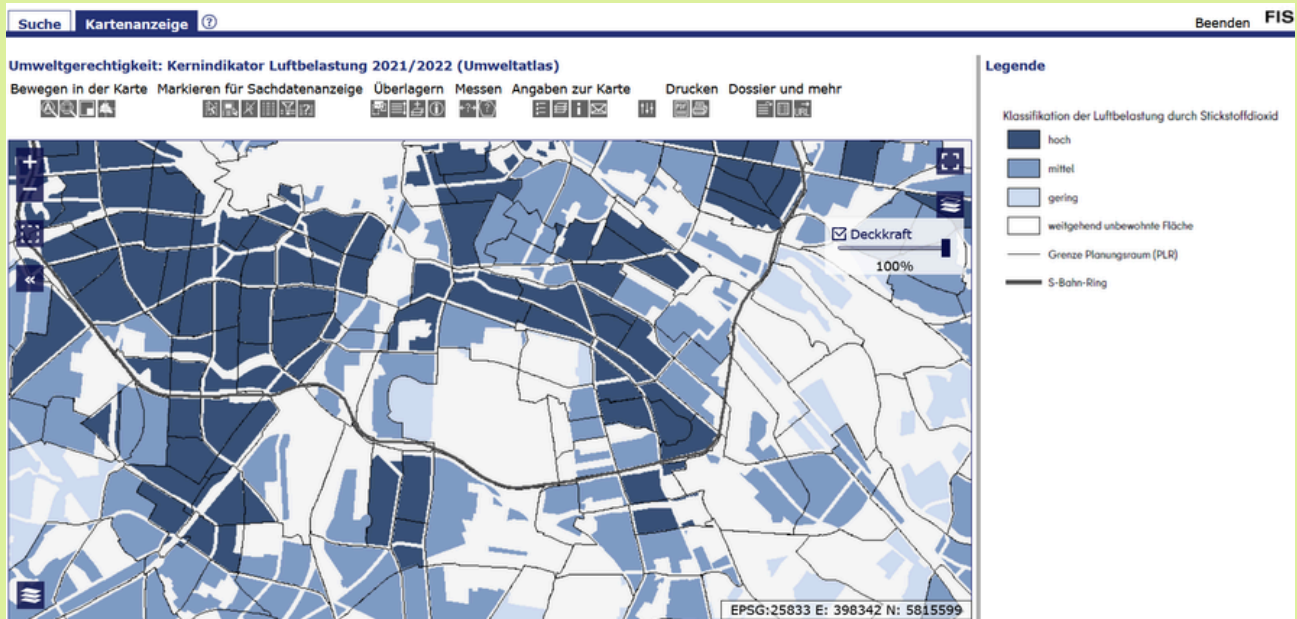 Suche Kartenanzeige ? Beenden FIS
Umweltgerechtigkeit: Kernindikator Luftbelastung 2021/2022 (Umweltatlas)
Bewegen in der Karte Markieren für Sachdatenanzeige Überlagern Messen Angaben zur Karte Drucken Dossier und mehr
Deckkraft
100%
EPSG:25833 E: 398342 N: 5815599
Legende
Klassifikation der Luftbelastung durch Stickstoffdioxid
hoch
mittel
gering
weitgehend unbewohnte Fläche
Grenze Planungsraum (PLR)
S-Bahn-Ring